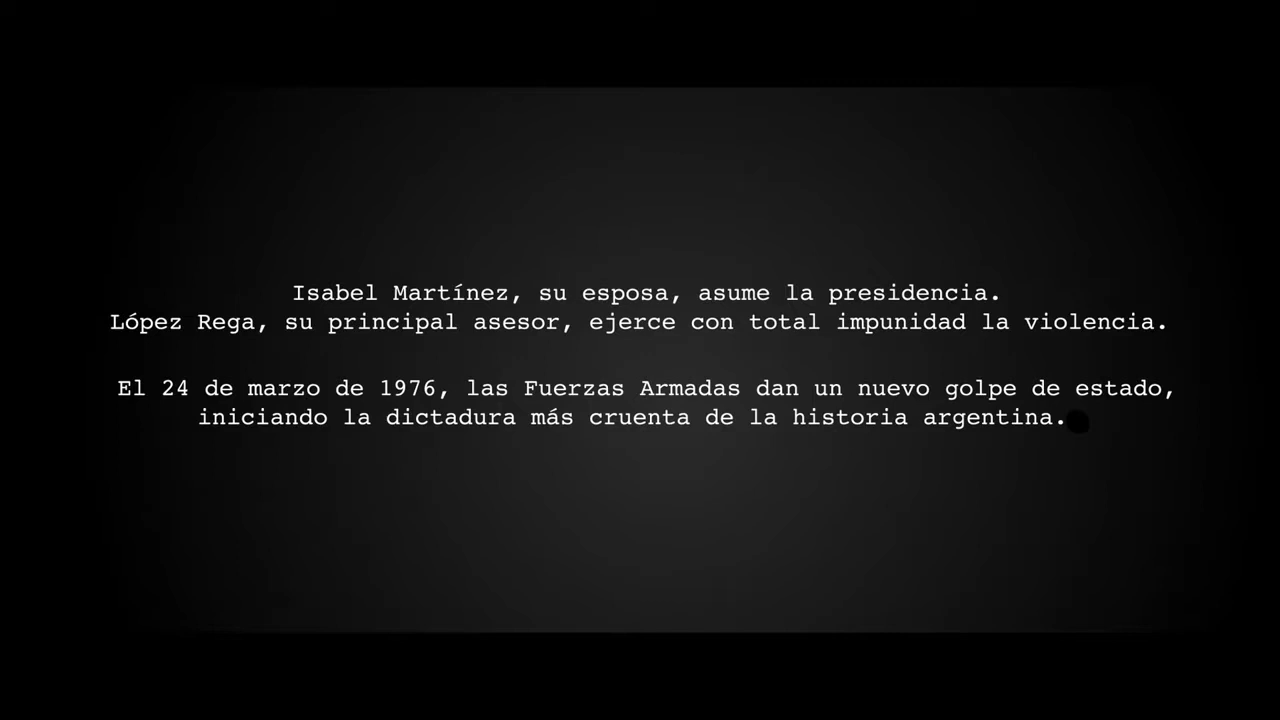 Isabel Martínez, su esposa, asume la presidencia.
López Rega, su principal asesor, ejerce con total impunidad la violencia.
El 24 de marzo de 1976, las Fuerzas Armadas dan un nuevo golpe de estado,
iniciando la dictadura más cruenta de la historia argentina.